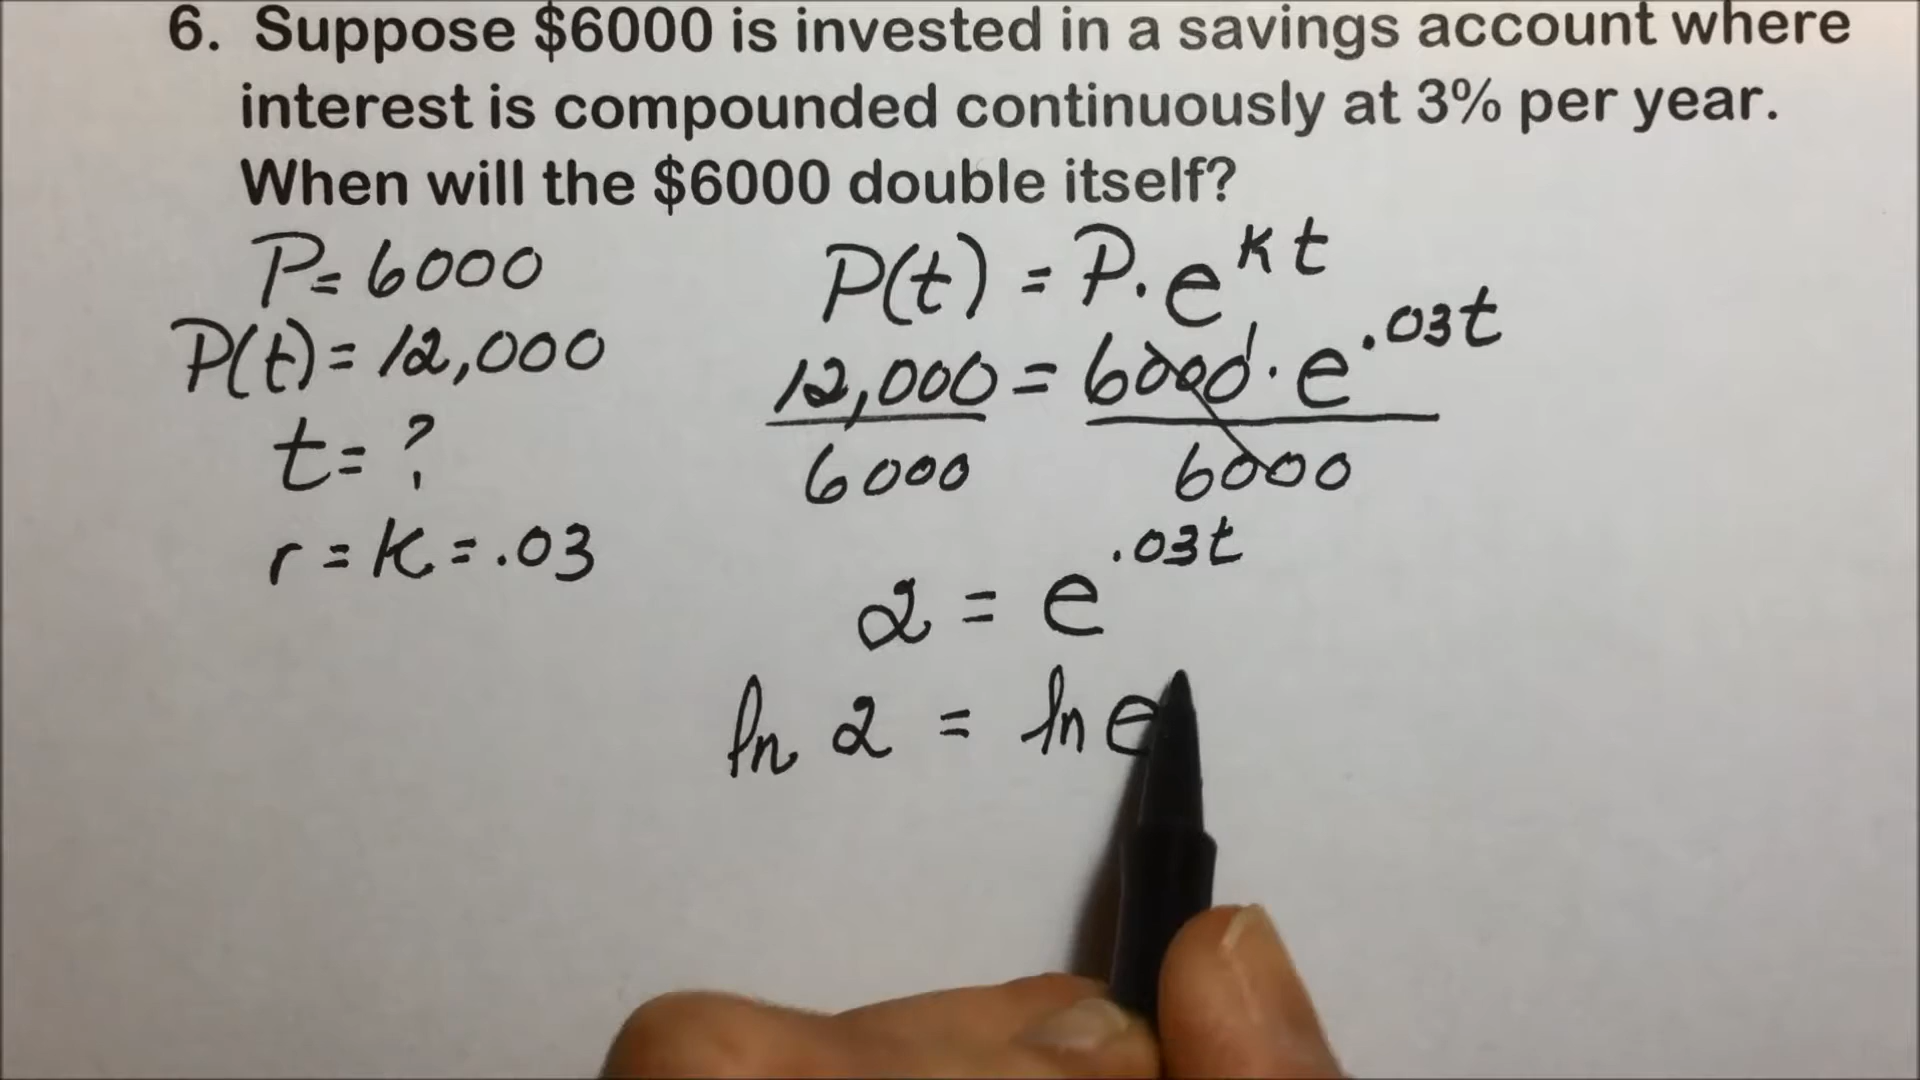 6. Suppose $6000 is invested in a savings account where
interest is compounded continuously at 3% per year.
When will the $6000 double itself?
P = 6000
P(t) = 12,000
t = ?
r = K = .03
P(t) = P · e^Kt
12,000 = 6000 · e^.03t
6000 6000
2 = e^.03t
ln 2 = ln e